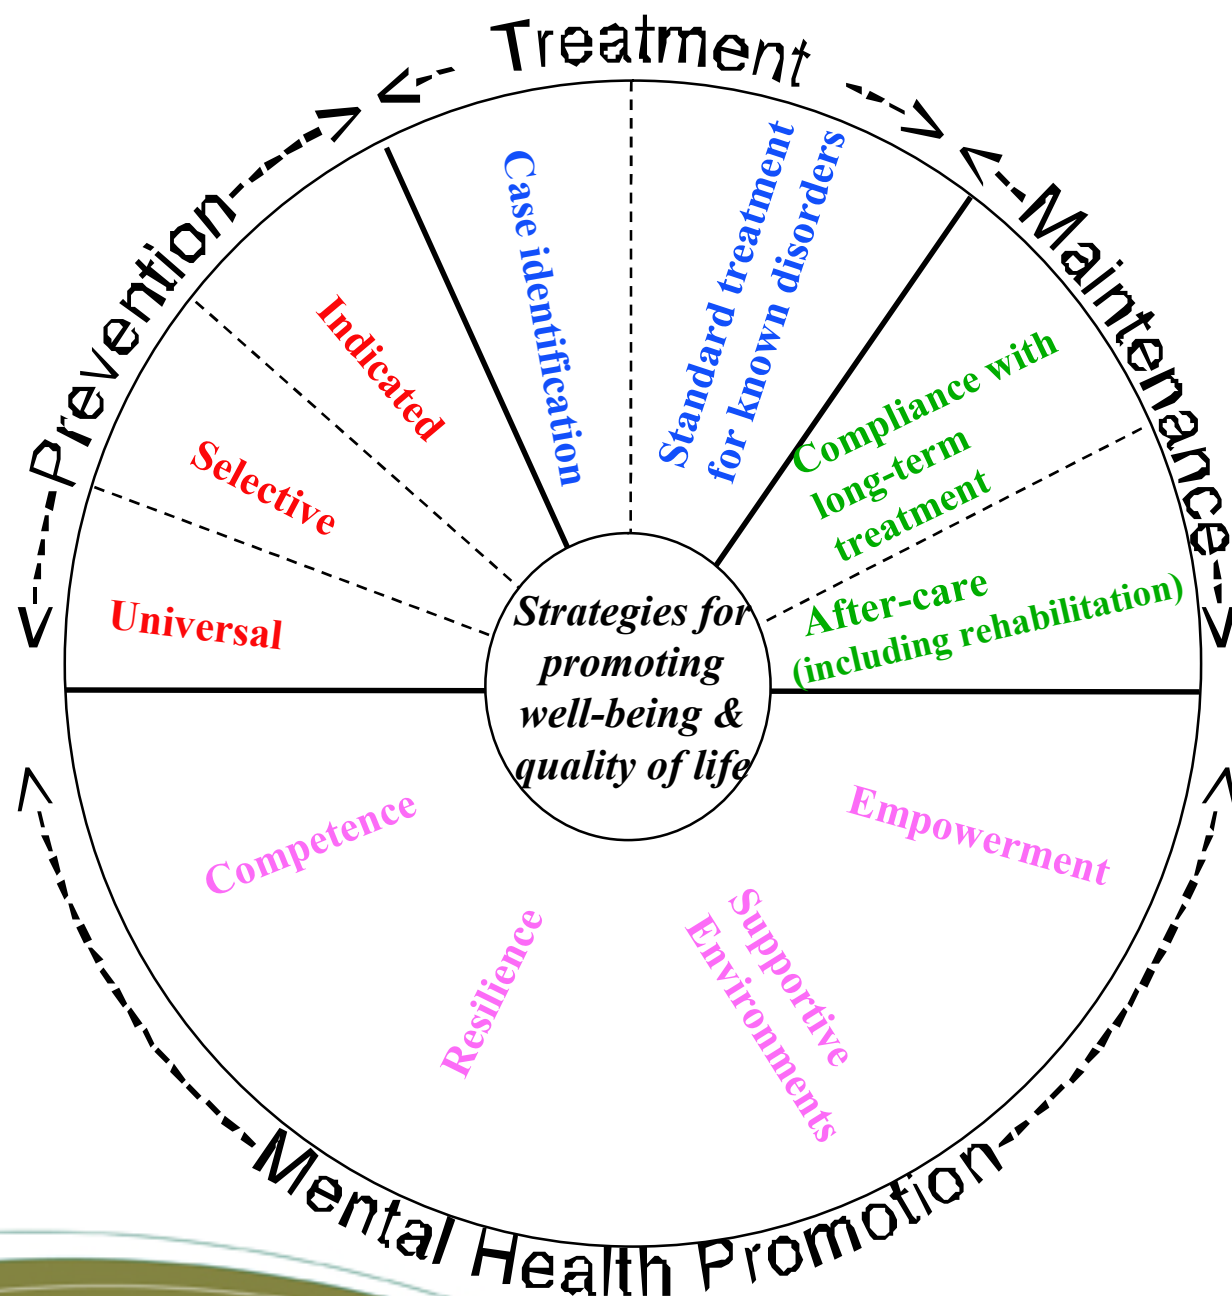 Treatment
Prevention
Maintenance
Case identification
Standard treatment
for known disorders
Indicated
Selective
Universal
Compliance with
long-term
treatment
After-care
(including rehabilitation)
Strategies for
promoting
well-being &
quality of life
Competence
Resilience
Supportive
Environments
Empowerment
Mental Health Promotion